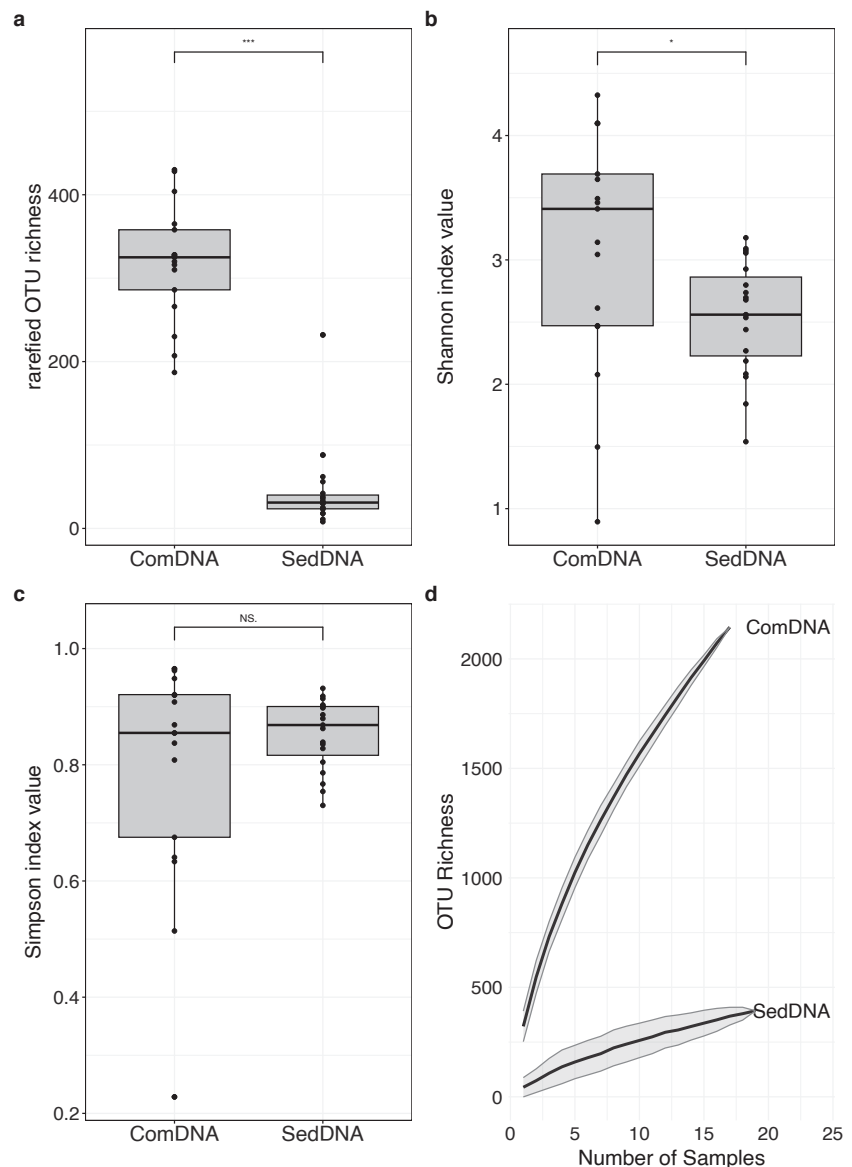 a
***
rarefied OTU richness
400
200
0
ComDNA
SedDNA
b
*
Shannon index value
4
3
2
1
ComDNA
SedDNA
c
NS.
Simpson index value
1.0
0.8
0.6
0.4
0.2
ComDNA
SedDNA
d
ComDNA
SedDNA
OTU Richness
2000
1500
1000
500
0
0 5 10 15 20 25
Number of Samples